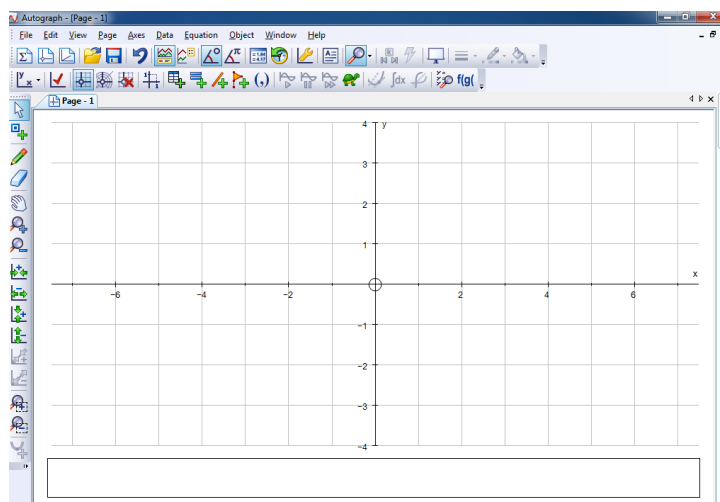 Autograph - [Page - 1]
File Edit View Page Axes Data Equation Object Window Help
∫dx f(g(
Page - 1
4 y
3
2
1
x
−6 −4 −2 2 4 6
−1
−2
−3
−4